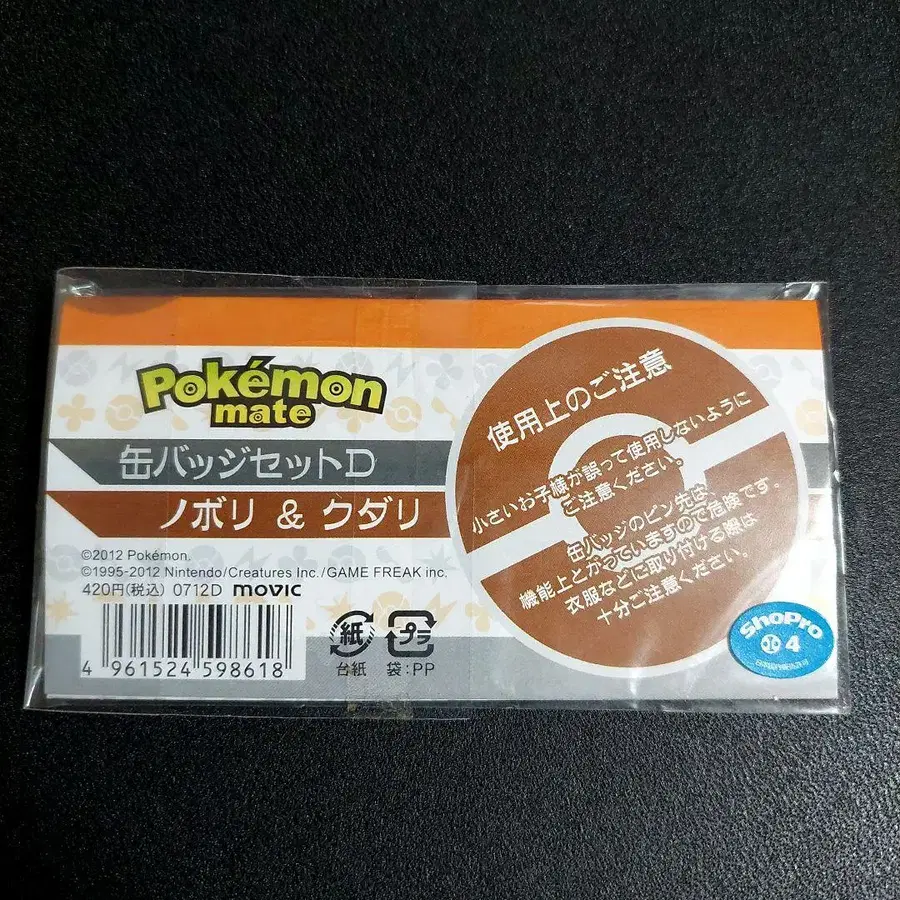 Pokémon
mate
缶バッジセットD
ノボリ & クダリ
©2012 Pokémon.
©1995-2012 Nintendo/Creatures Inc./GAME FREAK inc.
420円(税込) 0712D movic
4 961524 598618
紙
台紙
プラ
袋:PP
使用上のご注意
小さいお子様が誤って使用しないように
ご注意ください。
缶バッジのピン先は、
機能上とがっていますので危険です。
衣服などに取り付ける際は
十分ご注意ください。
ShoPro
4